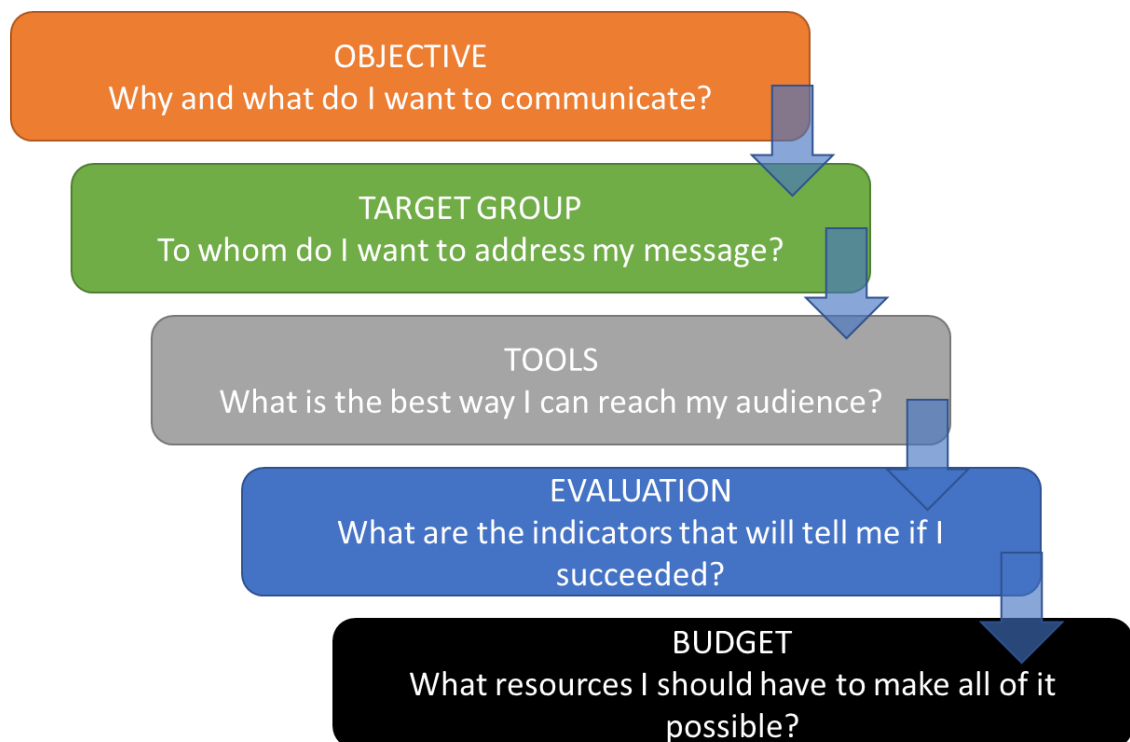 OBJECTIVE
Why and what do I want to communicate?
TARGET GROUP
To whom do I want to address my message?
TOOLS
What is the best way I can reach my audience?
EVALUATION
What are the indicators that will tell me if I
succeeded?
BUDGET
What resources I should have to make all of it
possible?